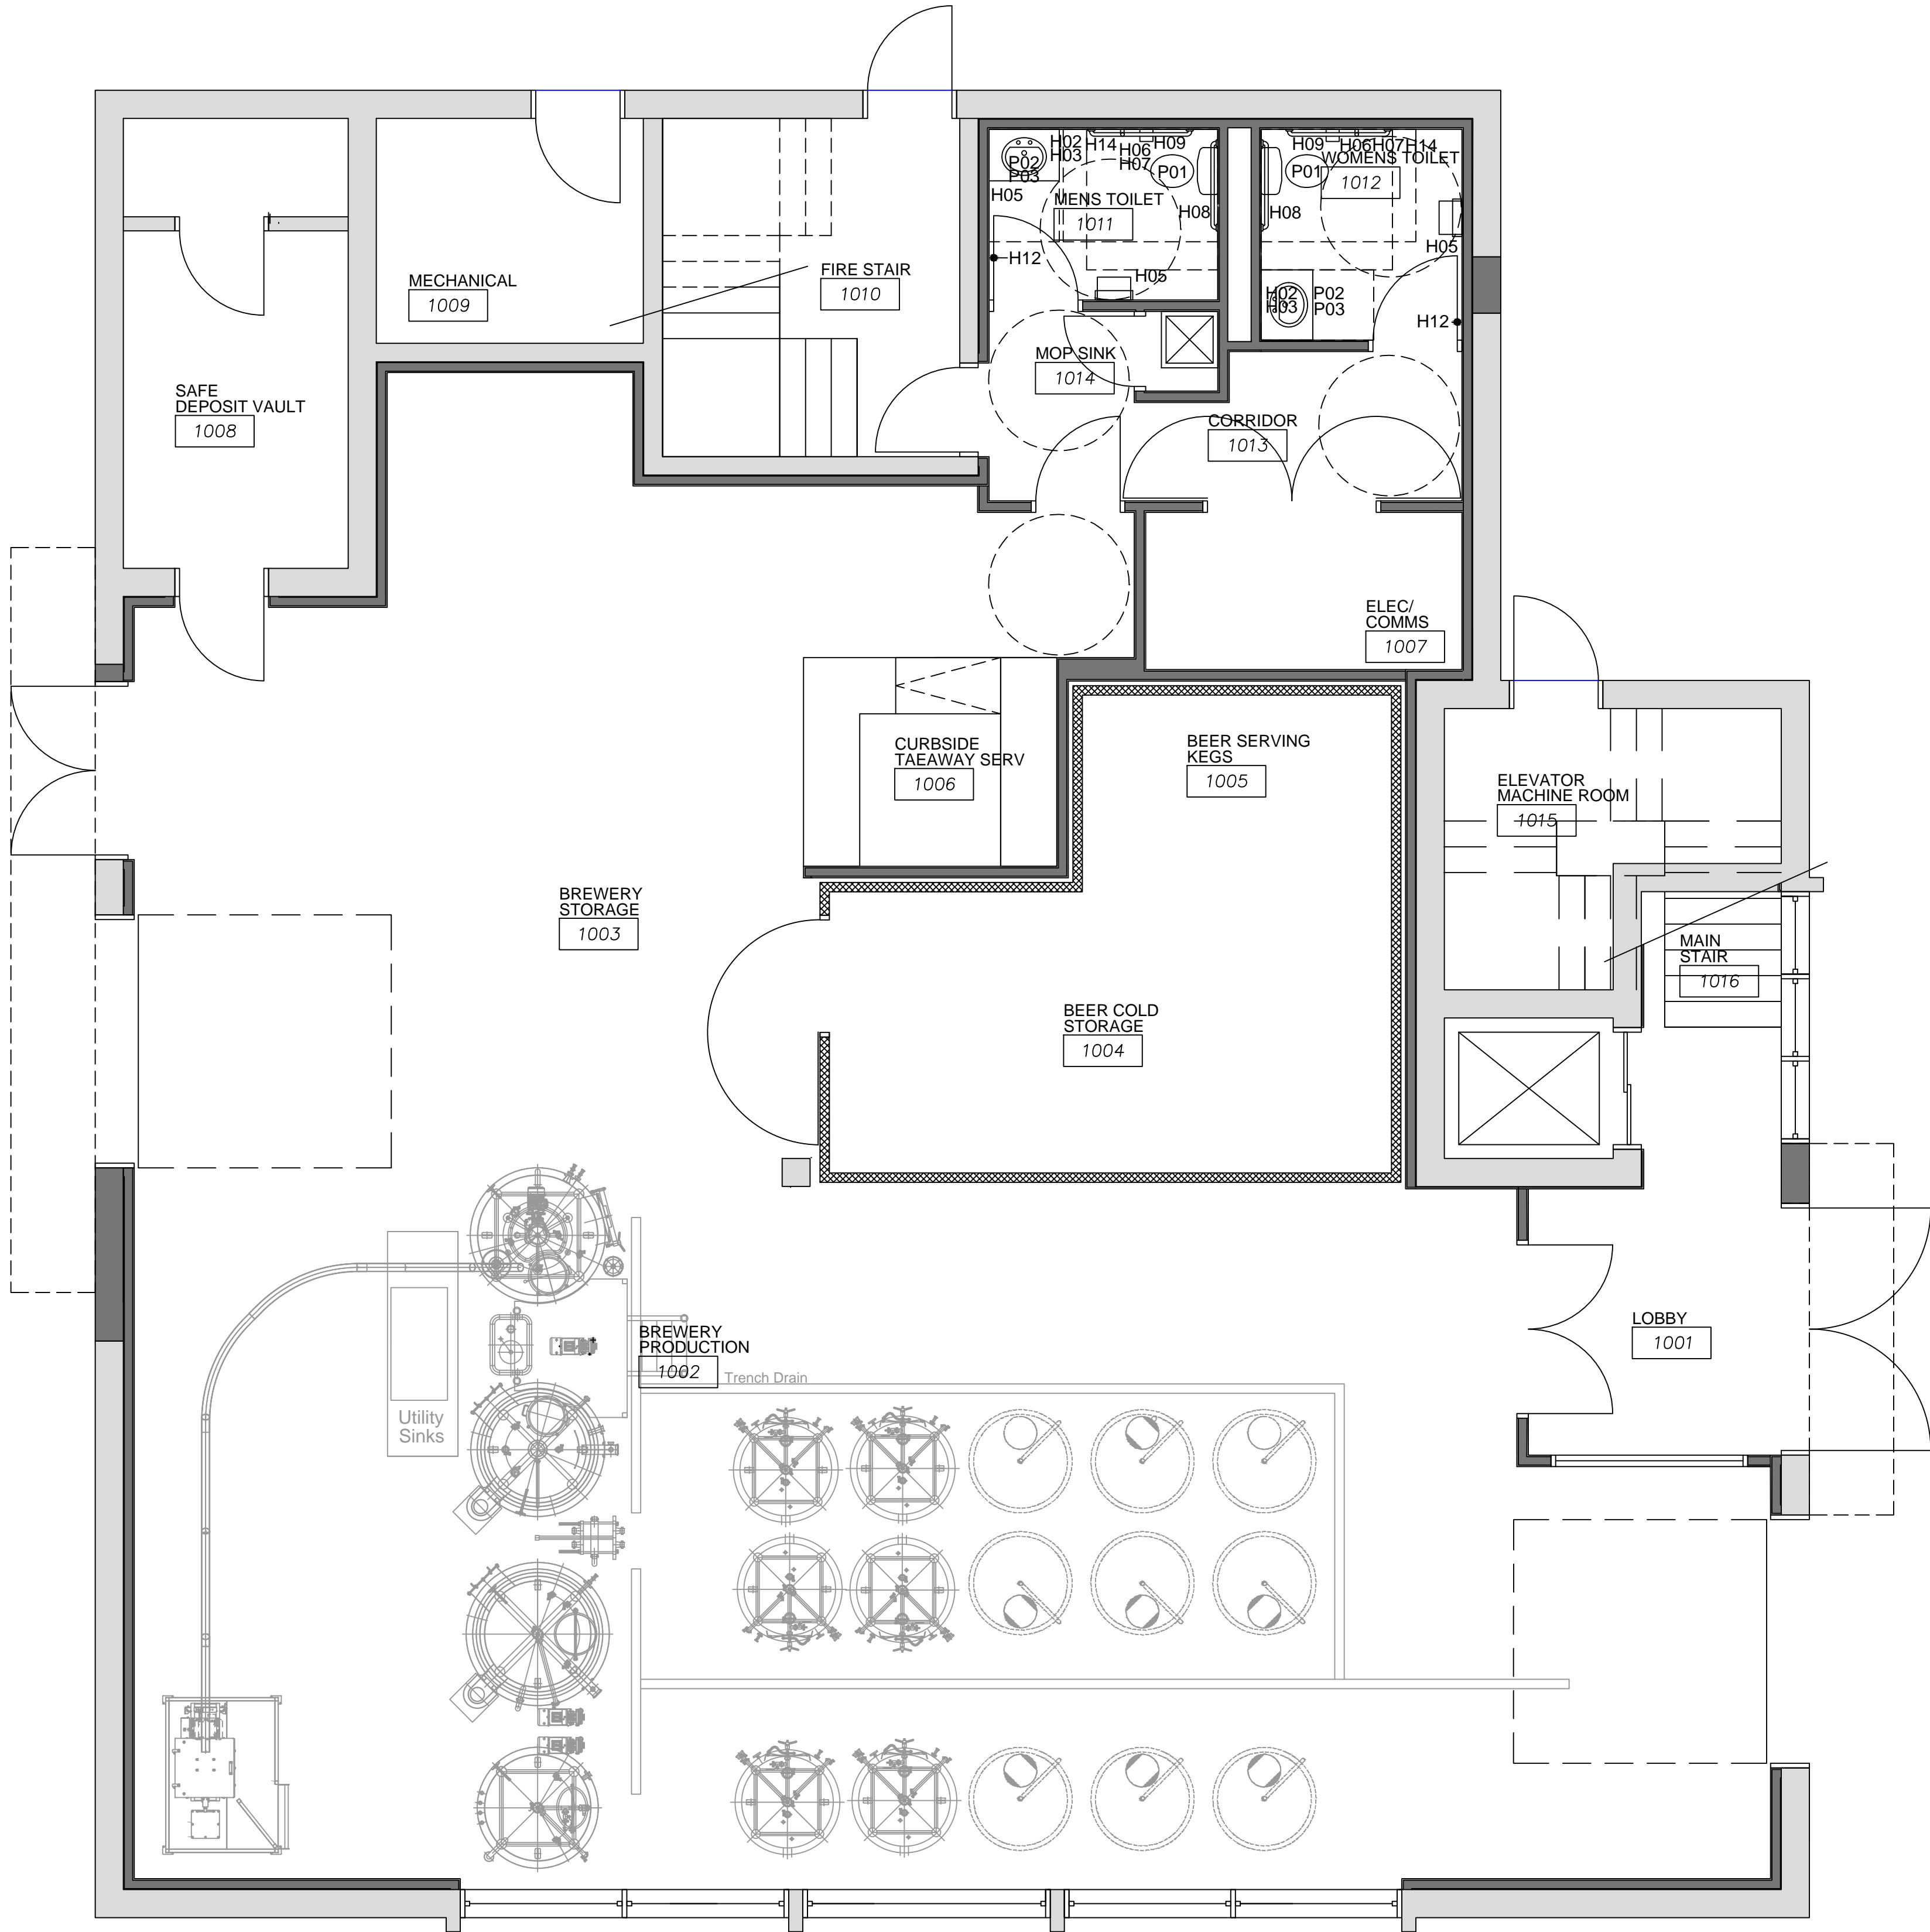 H02
H03
H14
H06
H07
H09
P02
P03
P01
H05
MENS TOILET
1011
H08
H12
H05
H09
H06
H07
H14
WOMENS TOILET
P01
1012
H08
H05
H02
H03
P02
P03
H12
MECHANICAL
1009
FIRE STAIR
1010
MOP SINK
1014
SAFE
DEPOSIT VAULT
1008
CORRIDOR
1013
ELEC/
COMMS
1007
CURBSIDE
TAEAWAY SERV
1006
BEER SERVING
KEGS
1005
ELEVATOR
MACHINE ROOM
1015
BREWERY
STORAGE
1003
MAIN
STAIR
1016
BEER COLD
STORAGE
1004
LOBBY
1001
BREWERY
PRODUCTION
1002
Trench Drain
Utility
Sinks